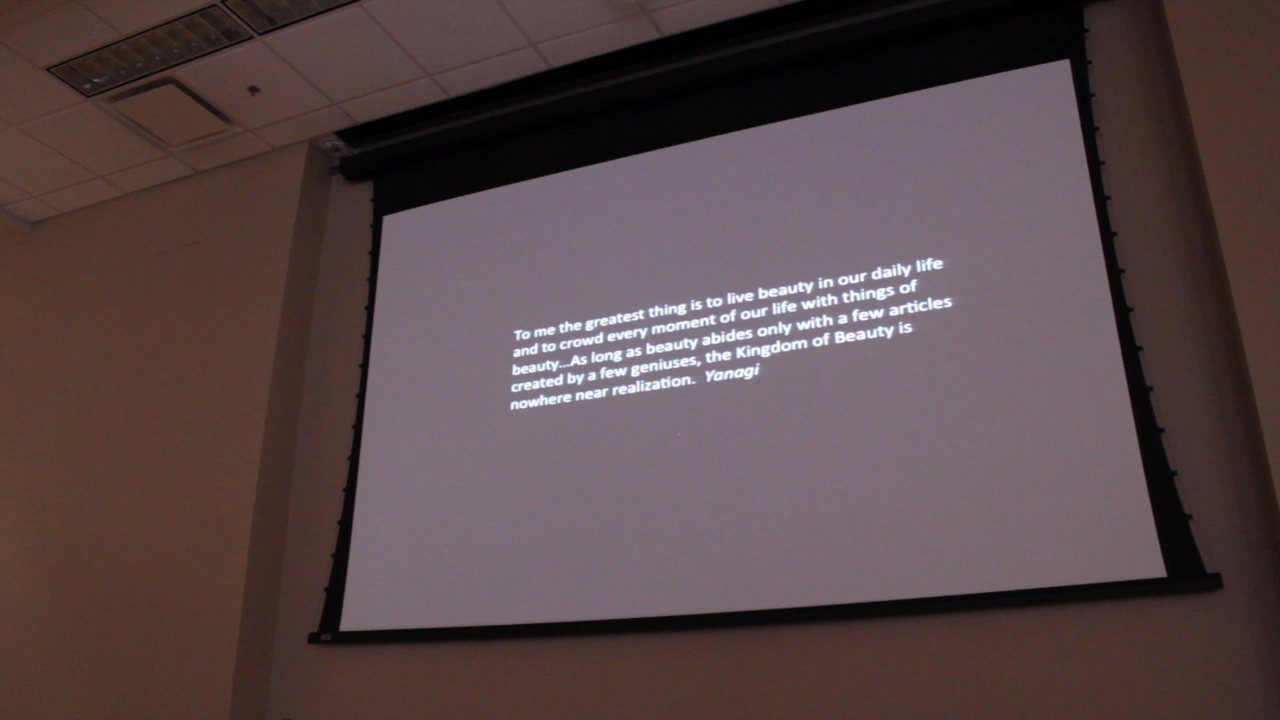 To me the greatest thing is to live beauty in our daily life
and to crowd every moment of our life with things of
beauty...As long as beauty abides only with a few articles
created by a few geniuses, the Kingdom of Beauty is
nowhere near realization. Yanagi